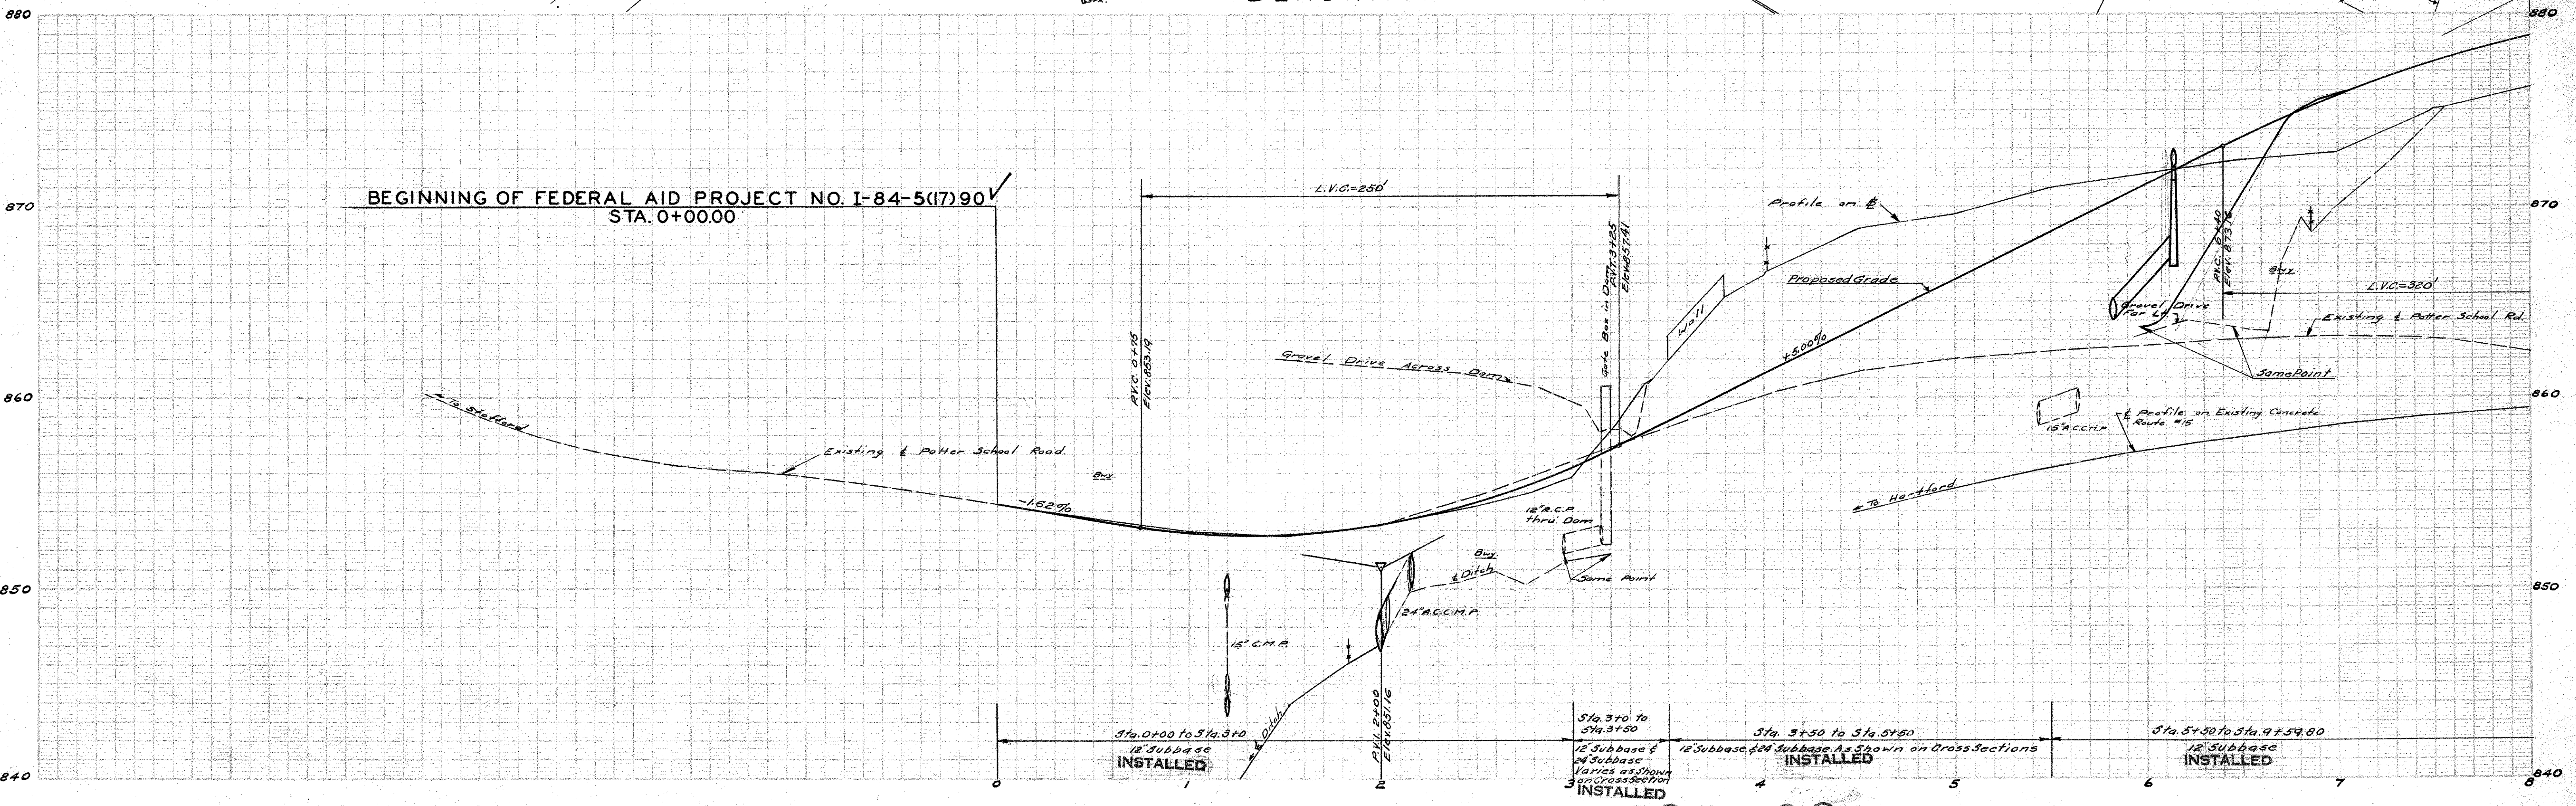 880
880
BEGINNING OF FEDERAL AID PROJECT NO. I-84-5(17)90
STA. 0+00.00
870
870
L.V.C.=250'
Profile on ℄
Proposed Grade
+5.00%
Wall
Gate Box in Dam
P.V.T. 3+25
Elev. 857.41
P.V.C. 0+75
Elev. 853.19
Gravel Drive Across Dam
P.V.C. 6+40
Elev. 873.16
Bwy.
L.V.C.=320'
Gravel Drive
Far Lt.
Existing ℄ Potter School Rd.
Same Point
860
860
To Stafford
Existing ℄ Potter School Road.
Bwy.
-1.62%
15" A.C.C.M.P.
℄ Profile on Existing Concrete
Route #15
To Hartford
12" R.C.P.
thru Dam
Bwy.
℄ Ditch
Same Point
850
850
24" A.C.C.M.P.
15" C.M.P.
Ditch
P.V.I. 2+00
Elev. 851.16
Sta. 0+00 to Sta. 3+0
12" Subbase
INSTALLED
Sta. 3+0 to
Sta. 3+50
12" Subbase &
24" Subbase
Varies as Shown
on Cross Section
INSTALLED
Sta. 3+50 to Sta. 5+50
12" Subbase & 24" Subbase As Shown on Cross Sections
INSTALLED
Sta. 5+50 to Sta. 9+59.80
12" Subbase
INSTALLED
840
840
0 1 2 3 4 5 6 7 8